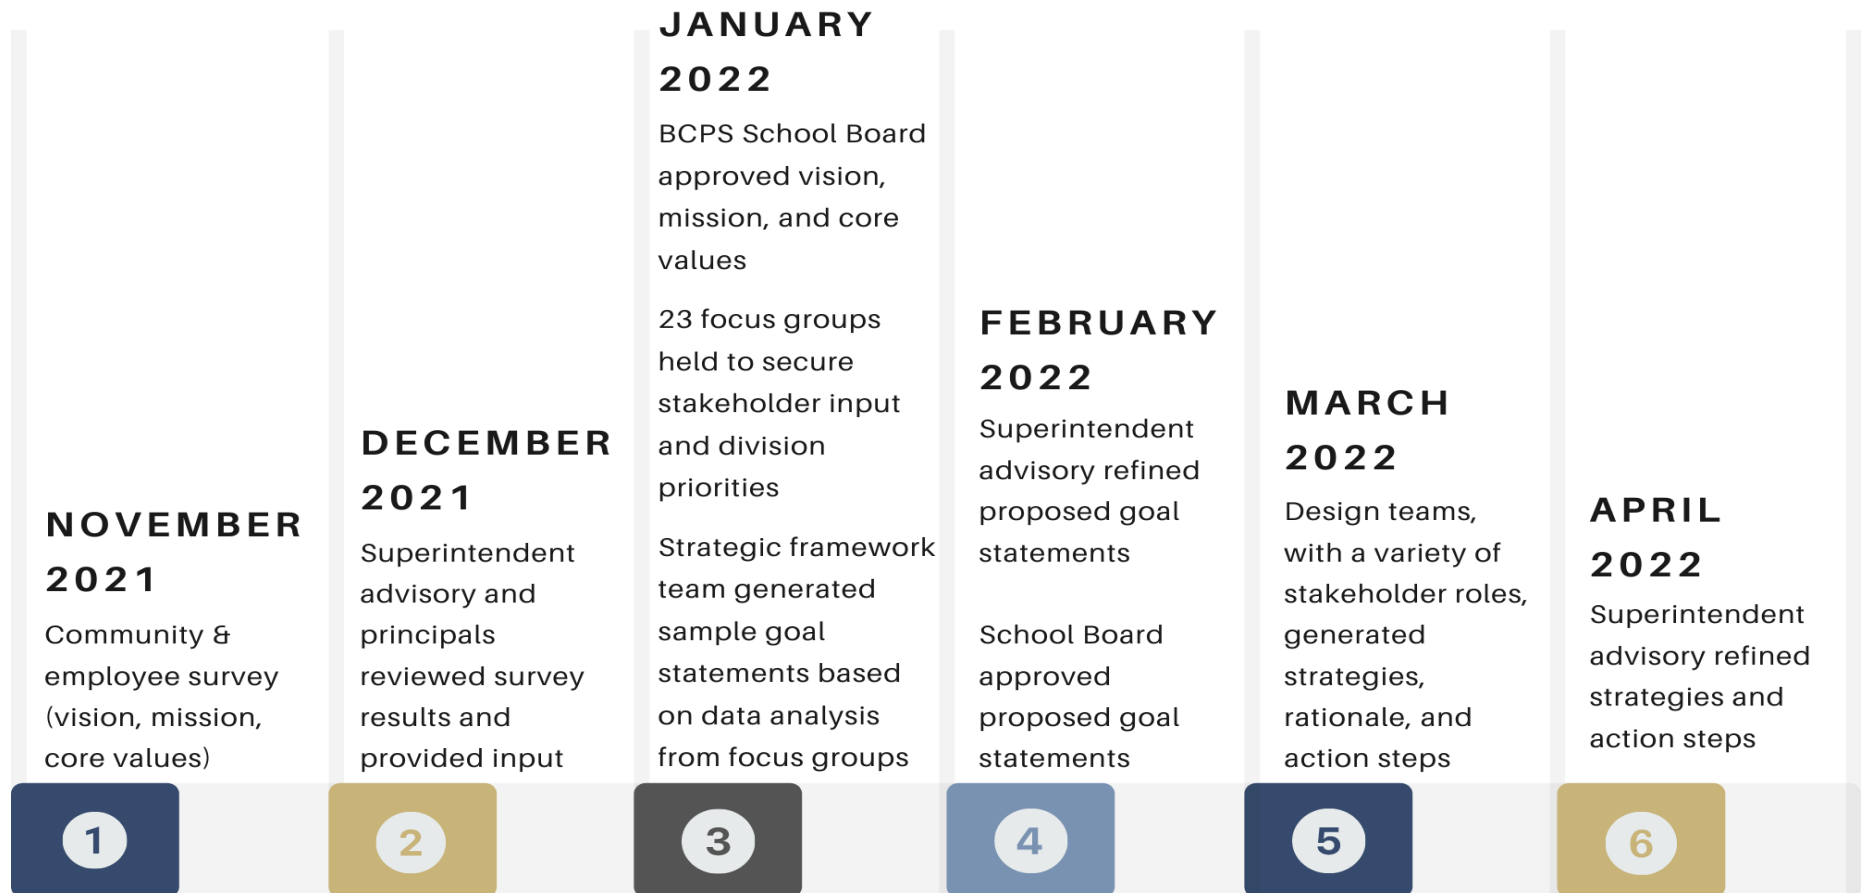 NOVEMBER
2021
Community &
employee survey
(vision, mission,
core values)
1
DECEMBER
2021
Superintendent
advisory and
principals
reviewed survey
results and
provided input
2
JANUARY
2022
BCPS School Board
approved vision,
mission, and core
values
23 focus groups
held to secure
stakeholder input
and division
priorities
Strategic framework
team generated
sample goal
statements based
on data analysis
from focus groups
3
FEBRUARY
2022
Superintendent
advisory refined
proposed goal
statements
School Board
approved
proposed goal
statements
4
MARCH
2022
Design teams,
with a variety of
stakeholder roles,
generated
strategies,
rationale, and
action steps
5
APRIL
2022
Superintendent
advisory refined
strategies and
action steps
6